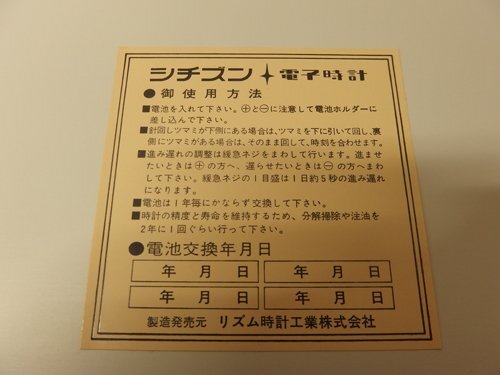 シチズン 電子時計
●御使用方法
■電池を入れて下さい。⊕と⊖に注意して電池ホルダーに
差し込んで下さい。
■針回しツマミが下側にある場合は、ツマミを下に引いて回し、裏
側にツマミがある場合は、そのまま回して、時刻を合わせます。
■進み遅れの調整は緩急ネジをまわして行います。進ませ
たいときは⊕の方へ、遅らせたいときは⊖の方へまわ
して下さい。緩急ネジの1目盛は1日約5秒の進み遅れ
になります。
■電池は1年毎にかならず交換して下さい。
■時計の精度と寿命を維持するため、分解掃除や注油を
2年に1回ぐらい行って下さい。
●電池交換年月日
年 月 日 年 月 日
年 月 日 年 月 日
製造発売元 リズム時計工業株式会社